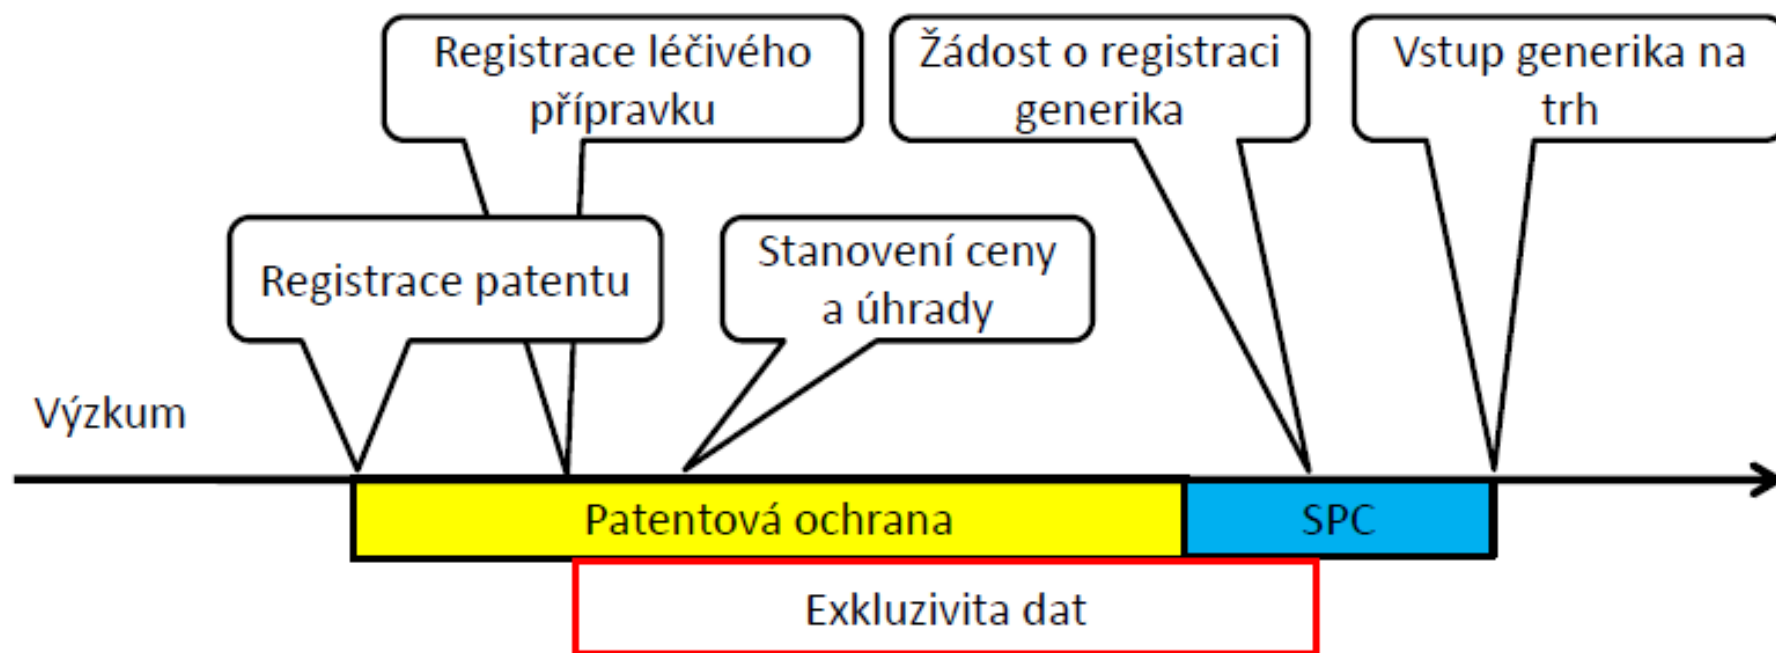 Registrace léčivého
přípravku
Žádost o registraci
generika
Vstup generika na
trh
Registrace patentu
Stanovení ceny
a úhrady
Výzkum
Patentová ochrana
SPC
Exkluzivita dat